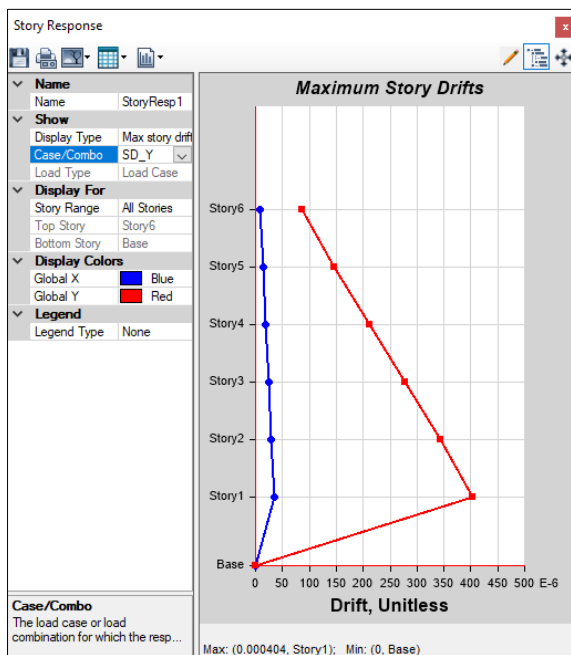 Story Response
x
Name
Name StoryResp1
Show
Display Type Max story drift
Case/Combo SD_Y
Load Type Load Case
Display For
Story Range All Stories
Top Story Story6
Bottom Story Base
Display Colors
Global X Blue
Global Y Red
Legend
Legend Type None
Case/Combo
The load case or load
combination for which the resp...
Maximum Story Drifts
Story6
Story5
Story4
Story3
Story2
Story1
Base
0 50 100 150 200 250 300 350 400 450 500 E-6
Drift, Unitless
Max: (0.000404, Story1); Min: (0, Base)